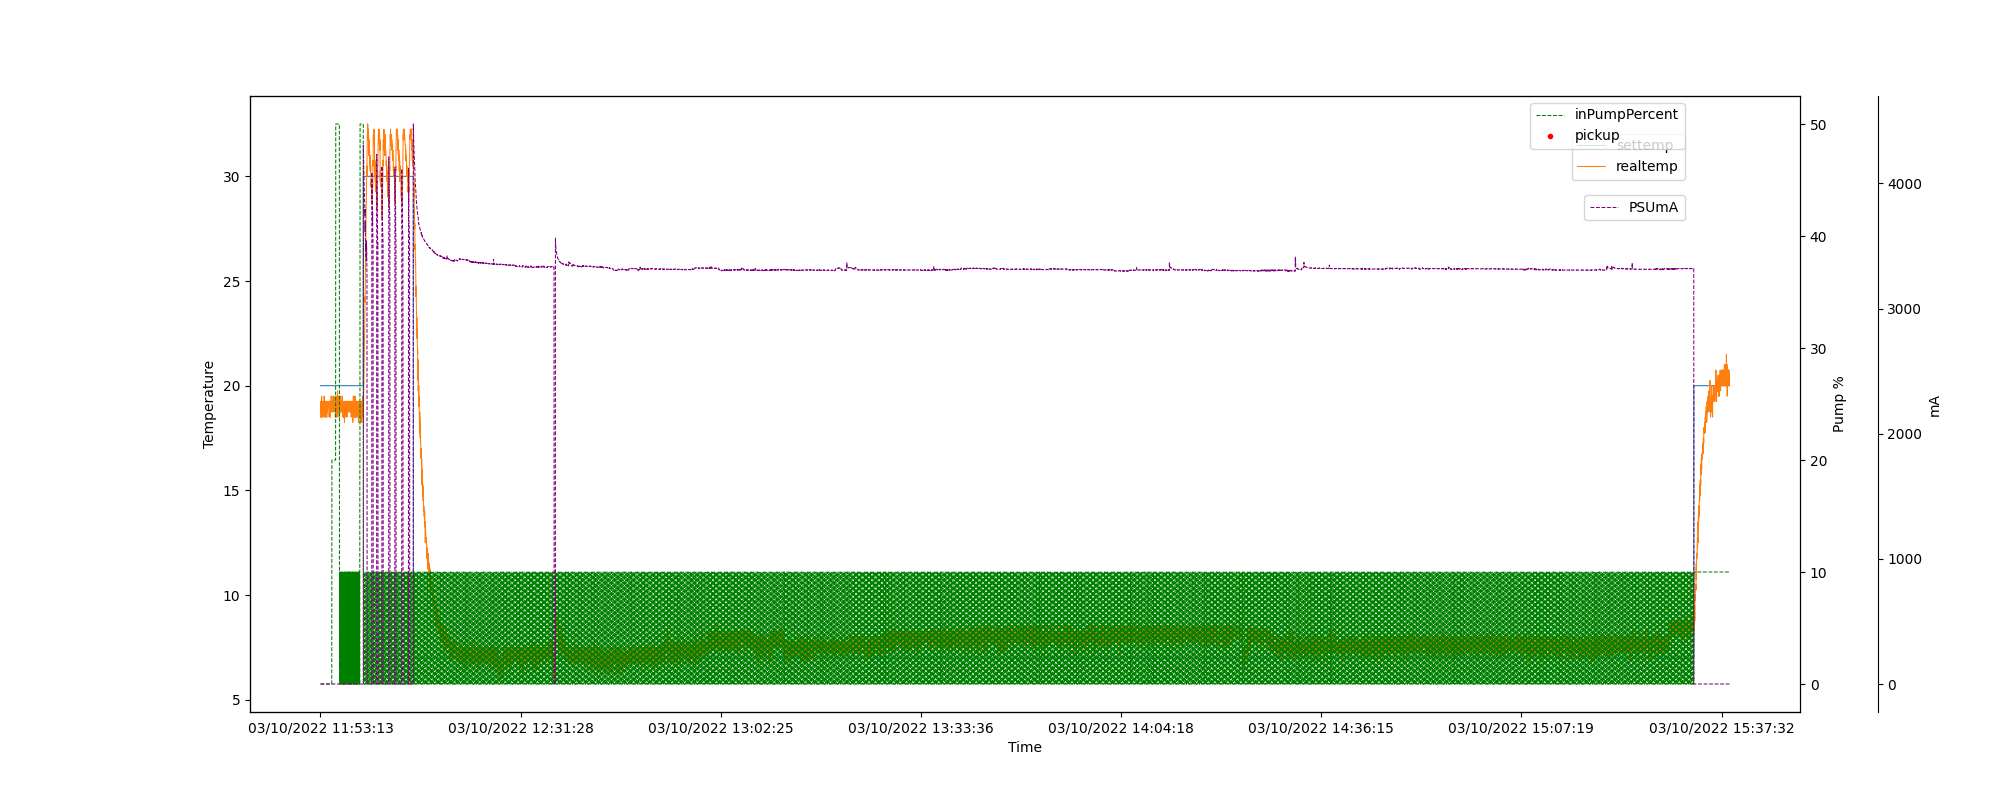 inPumpPercent
pickup
settemp
realtemp
PSUmA
Temperature
30
25
20
15
10
5
50
40
30
20
10
0
Pump %
4000
3000
2000
1000
0
mA
03/10/2022 11:53:13
03/10/2022 12:31:28
03/10/2022 13:02:25
03/10/2022 13:33:36
03/10/2022 14:04:18
03/10/2022 14:36:15
03/10/2022 15:07:19
03/10/2022 15:37:32
Time